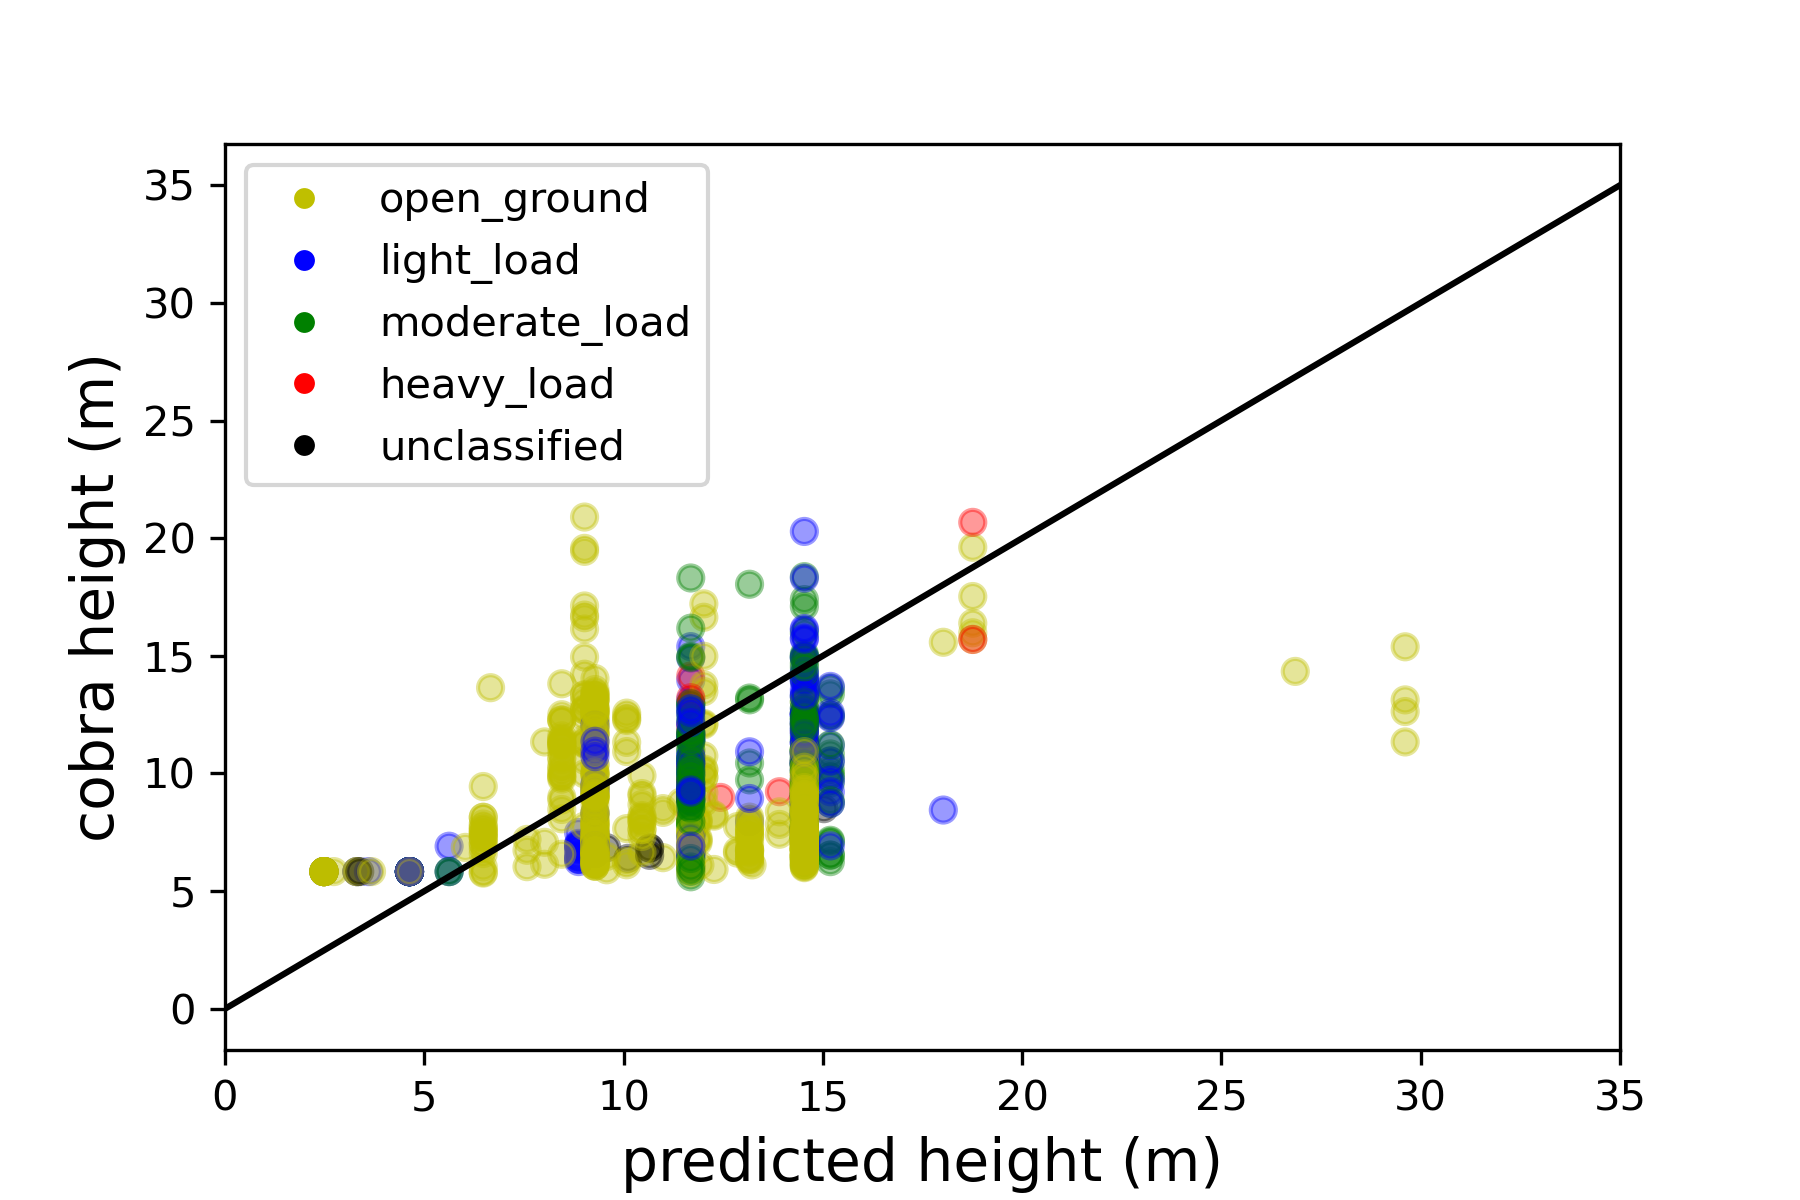 open_ground
light_load
moderate_load
heavy_load
unclassified
cobra height (m)
35
30
25
20
15
10
5
0
0 5 10 15 20 25 30 35
predicted height (m)